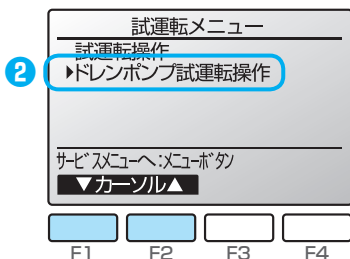 試運転メニュー
試運転操作
2 ▶ドレンポンプ試運転操作
ｻｰﾋﾞｽﾒﾆｭｰへ:ﾒﾆｭｰﾎﾞﾀﾝ
▼カーソル▲
F1 F2 F3 F4